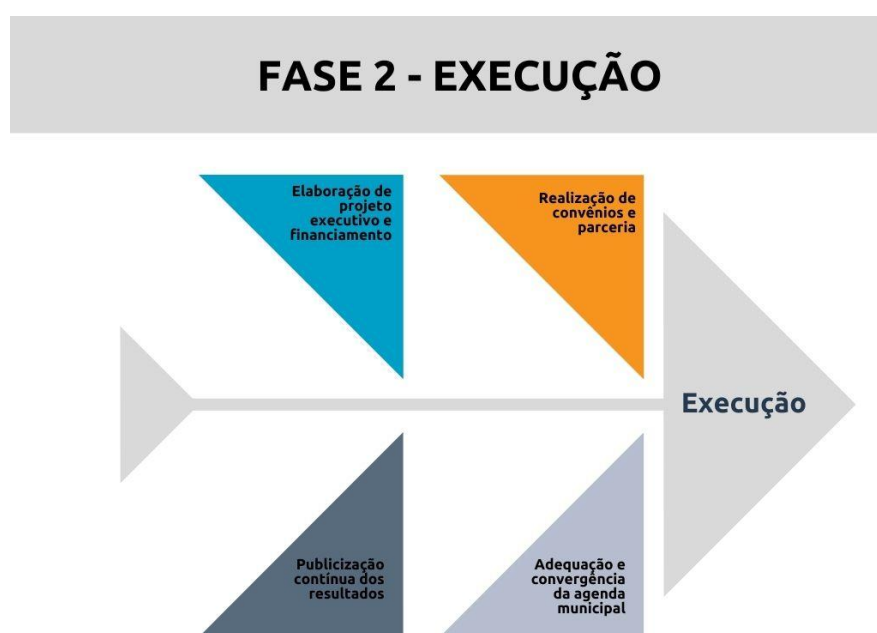 FASE 2 - EXECUÇÃO
Elaboração de
projeto
executivo e
financiamento
Realização de
convênios e
parceria
Execução
Publicização
contínua dos
resultados
Adequação e
convergência
da agenda
municipal